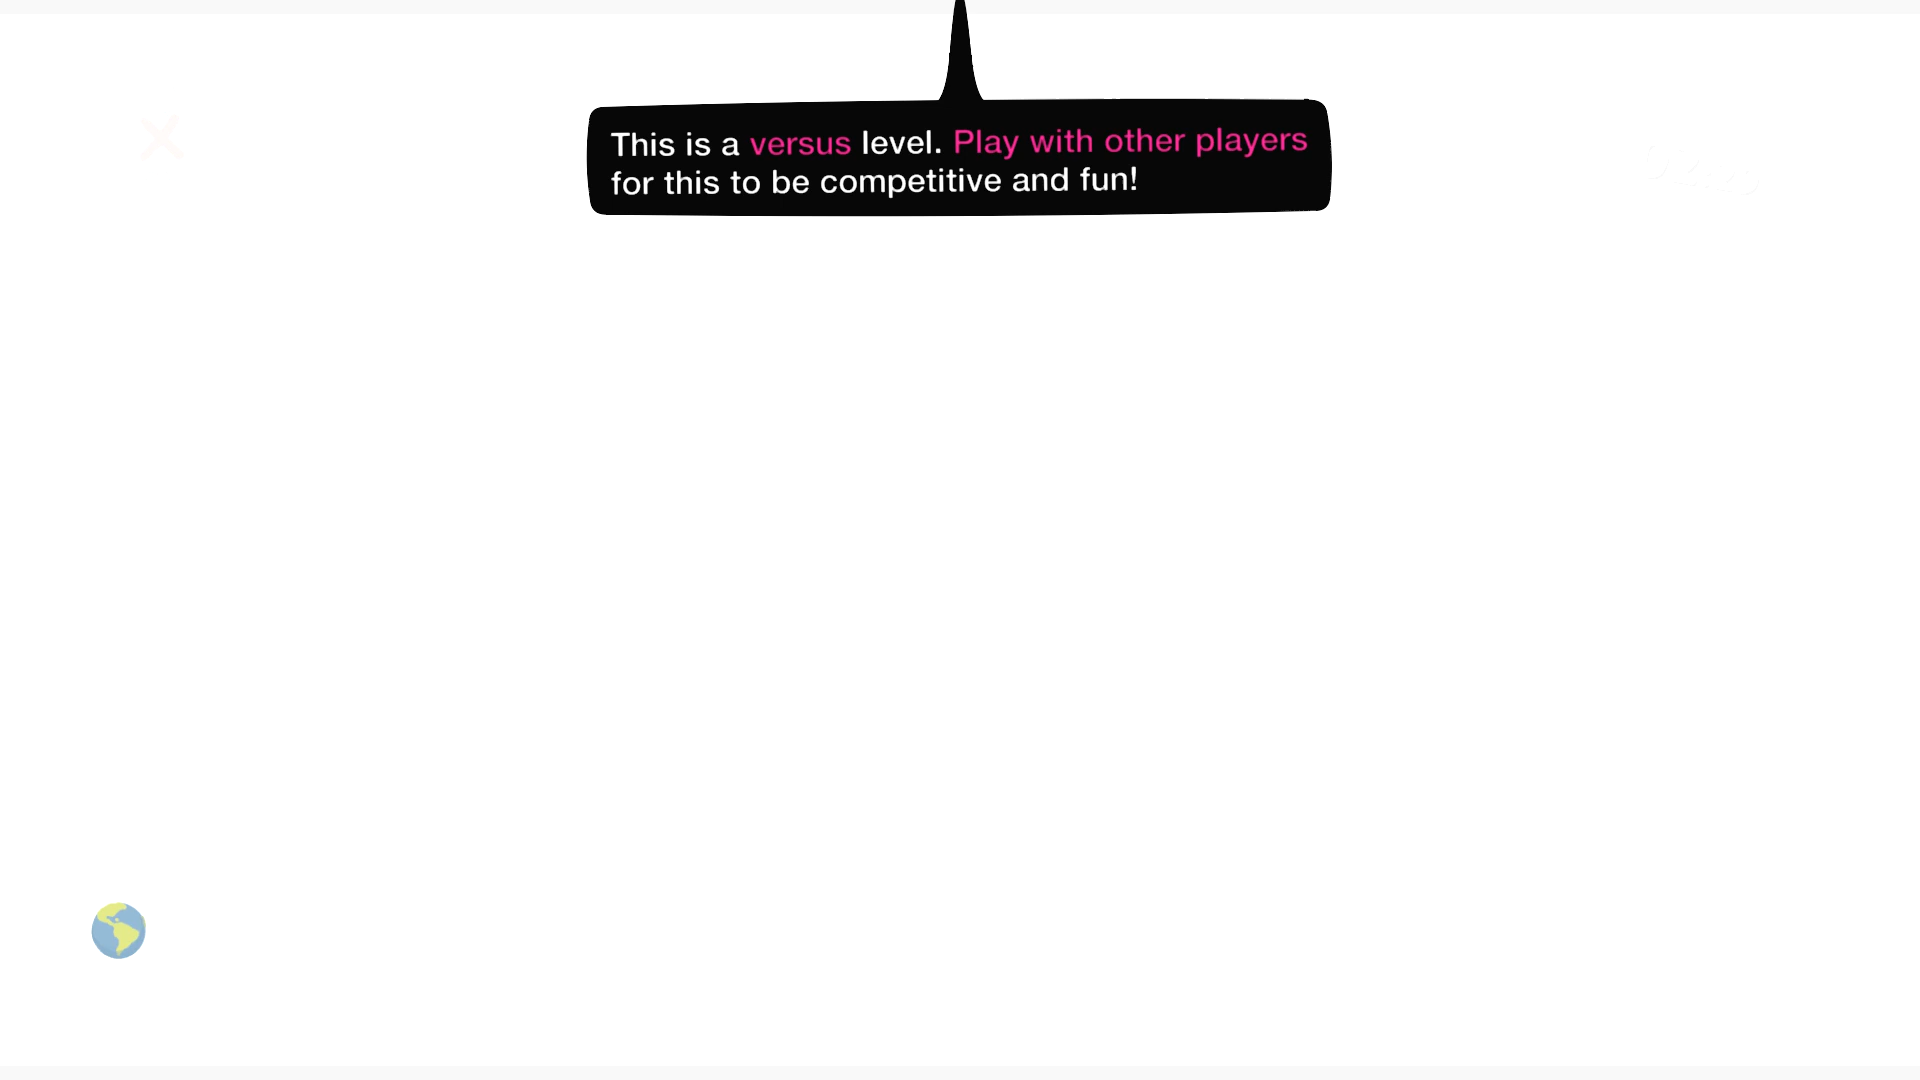 This is a versus level. Play with other players
for this to be competitive and fun!